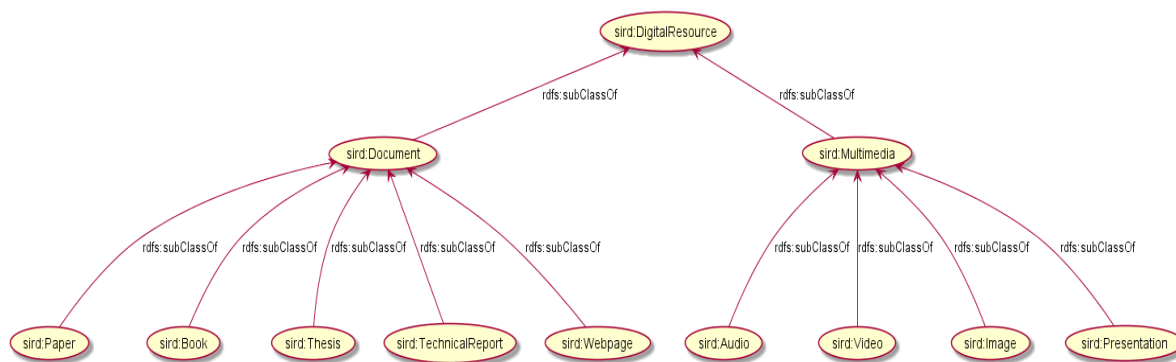 sird:DigitalResource
rdfs:subClassOf
rdfs:subClassOf
sird:Document
sird:Multimedia
rdfs:subClassOf
rdfs:subClassOf
rdfs:subClassOf
rdfs:subClassOf
rdfs:subClassOf
rdfs:subClassOf
rdfs:subClassOf
rdfs:subClassOf
rdfs:subClassOf
sird:Paper
sird:Book
sird:Thesis
sird:TechnicalReport
sird:Webpage
sird:Audio
sird:Video
sird:Image
sird:Presentation